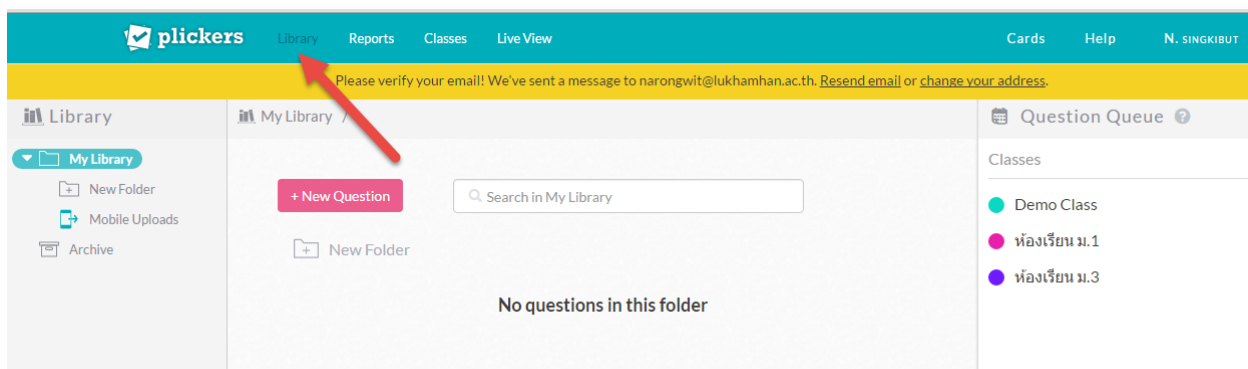 plickers Library Reports Classes Live View Cards Help N. SINGKIBUT
Please verify your email! We've sent a message to narongwit@lukhamhan.ac.th. Resend email or change your address.
Library
My Library
New Folder
Mobile Uploads
Archive
My Library /
+ New Question
Search in My Library
New Folder
No questions in this folder
Question Queue ?
Classes
Demo Class
ห้องเรียน ม.1
ห้องเรียน ม.3